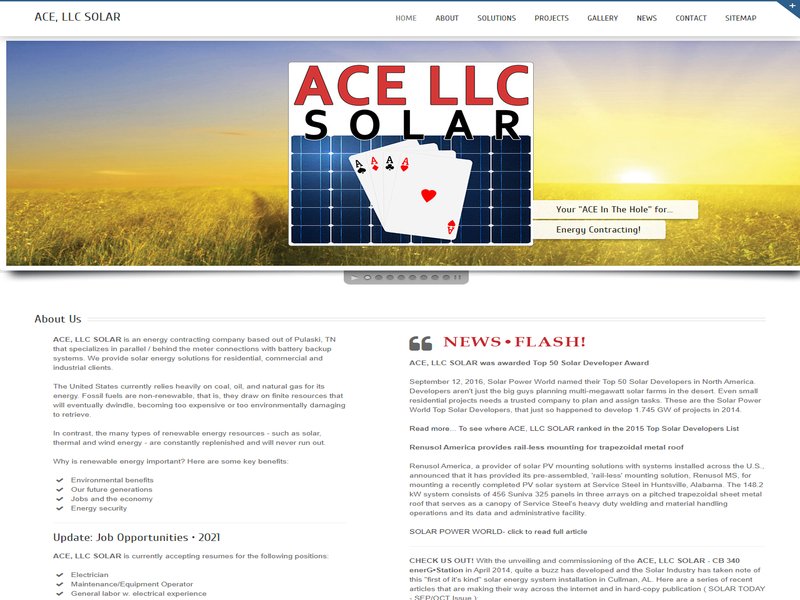 ACE, LLC SOLAR
HOME ABOUT SOLUTIONS PROJECTS GALLERY NEWS CONTACT SITEMAP
ACE LLC
SOLAR
A A A A
A
Your "ACE In The Hole" for...
Energy Contracting!
About Us
ACE, LLC SOLAR is an energy contracting company based out of Pulaski, TN
that specializes in parallel / behind the meter connections with battery backup
systems. We provide solar energy solutions for residential, commercial and
industrial clients.
The United States currently relies heavily on coal, oil, and natural gas for its
energy. Fossil fuels are non-renewable, that is, they draw on finite resources that
will eventually dwindle, becoming too expensive or too environmentally damaging
to retrieve.
In contrast, the many types of renewable energy resources - such as solar,
thermal and wind energy - are constantly replenished and will never run out.
Why is renewable energy important? Here are some key benefits:
Environmental benefits
Our future generations
Jobs and the economy
Energy security
Update: Job Opportunities • 2021
ACE, LLC SOLAR is currently accepting resumes for the following positions:
Electrician
Maintenance/Equipment Operator
General labor w. electrical experience
NEWS • FLASH!
ACE, LLC SOLAR was awarded Top 50 Solar Developer Award
September 12, 2016, Solar Power World named their Top 50 Solar Developers in North America.
Developers aren't just the big guys planning multi-megawatt solar farms in the desert. Even small
residential projects needs a trusted company to plan and assign tasks. These are the Solar Power
World Top Solar Developers, that just so happened to develop 1.745 GW of projects in 2014.
Read more... To see where ACE, LLC SOLAR ranked in the 2015 Top Solar Developers List
Renusol America provides rail-less mounting for trapezoidal metal roof
Renusol America, a provider of solar PV mounting solutions with systems installed across the U.S.,
announced that it has provided its pre-assembled, 'rail-less' mounting solution, Renusol MS, for
mounting a recently completed PV solar system at Service Steel in Huntsville, Alabama. The 148.2
kW system consists of 456 Suniva 325 panels in three arrays on a pitched trapezoidal sheet metal
roof that serves as a canopy of Service Steel's heavy duty welding and material handling
operations and its data and administrative facility.
SOLAR POWER WORLD- click to read full article
CHECK US OUT! With the unveiling and commissioning of the ACE, LLC SOLAR - CB 340
enerG•Station in April 2014, quite a buzz has developed and the Solar Industry has taken note of
this "first of it's kind" solar energy system installation in Cullman, AL. Here are a series of recent
articles that are making their way across the internet and in hard-copy publication ( SOLAR TODAY
- SEP/OCT Issue ):